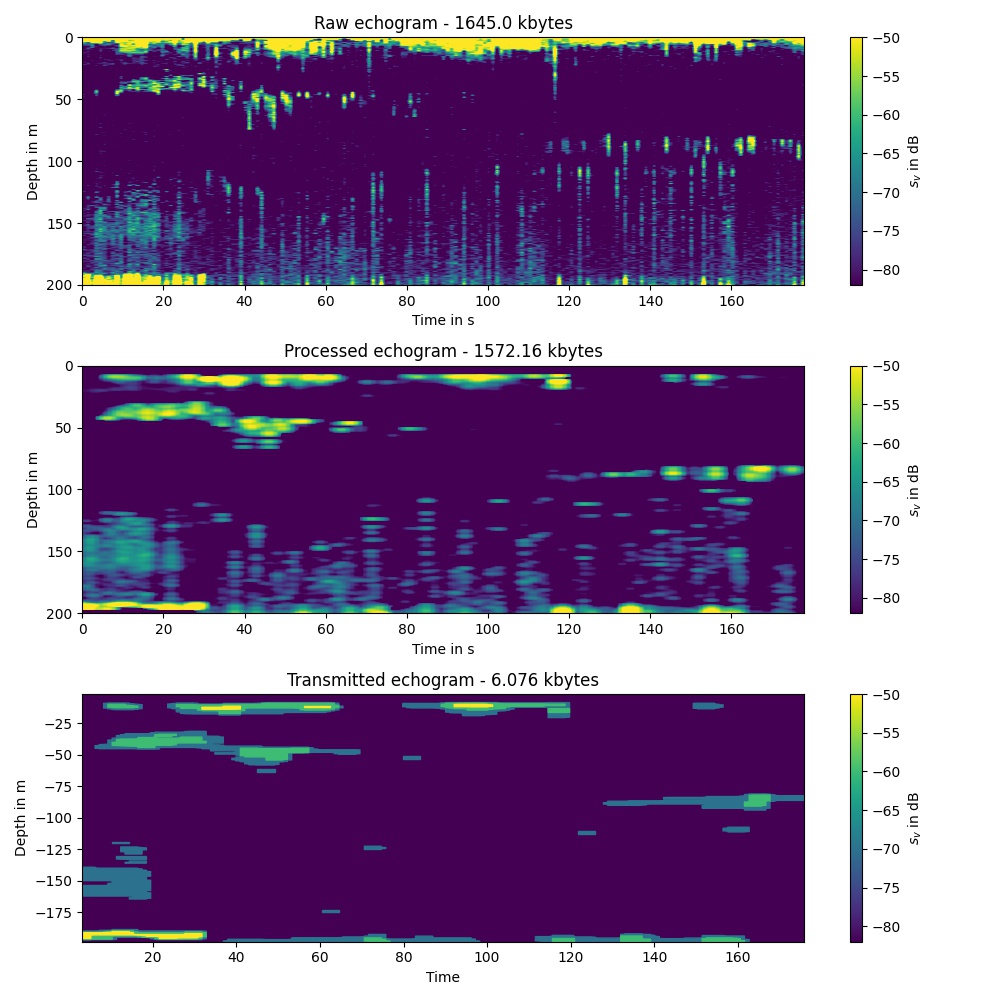 Raw echogram - 1645.0 kbytes
0
50
100
150
200
Depth in m
0 20 40 60 80 100 120 140 160
Time in s
−50
−55
−60
−65
−70
−75
−80
s_v in dB
Processed echogram - 1572.16 kbytes
0
50
100
150
200
Depth in m
0 20 40 60 80 100 120 140 160
Time in s
−50
−55
−60
−65
−70
−75
−80
s_v in dB
Transmitted echogram - 6.076 kbytes
−25
−50
−75
−100
−125
−150
−175
Depth in m
20 40 60 80 100 120 140 160
Time
−50
−55
−60
−65
−70
−75
−80
s_v in dB